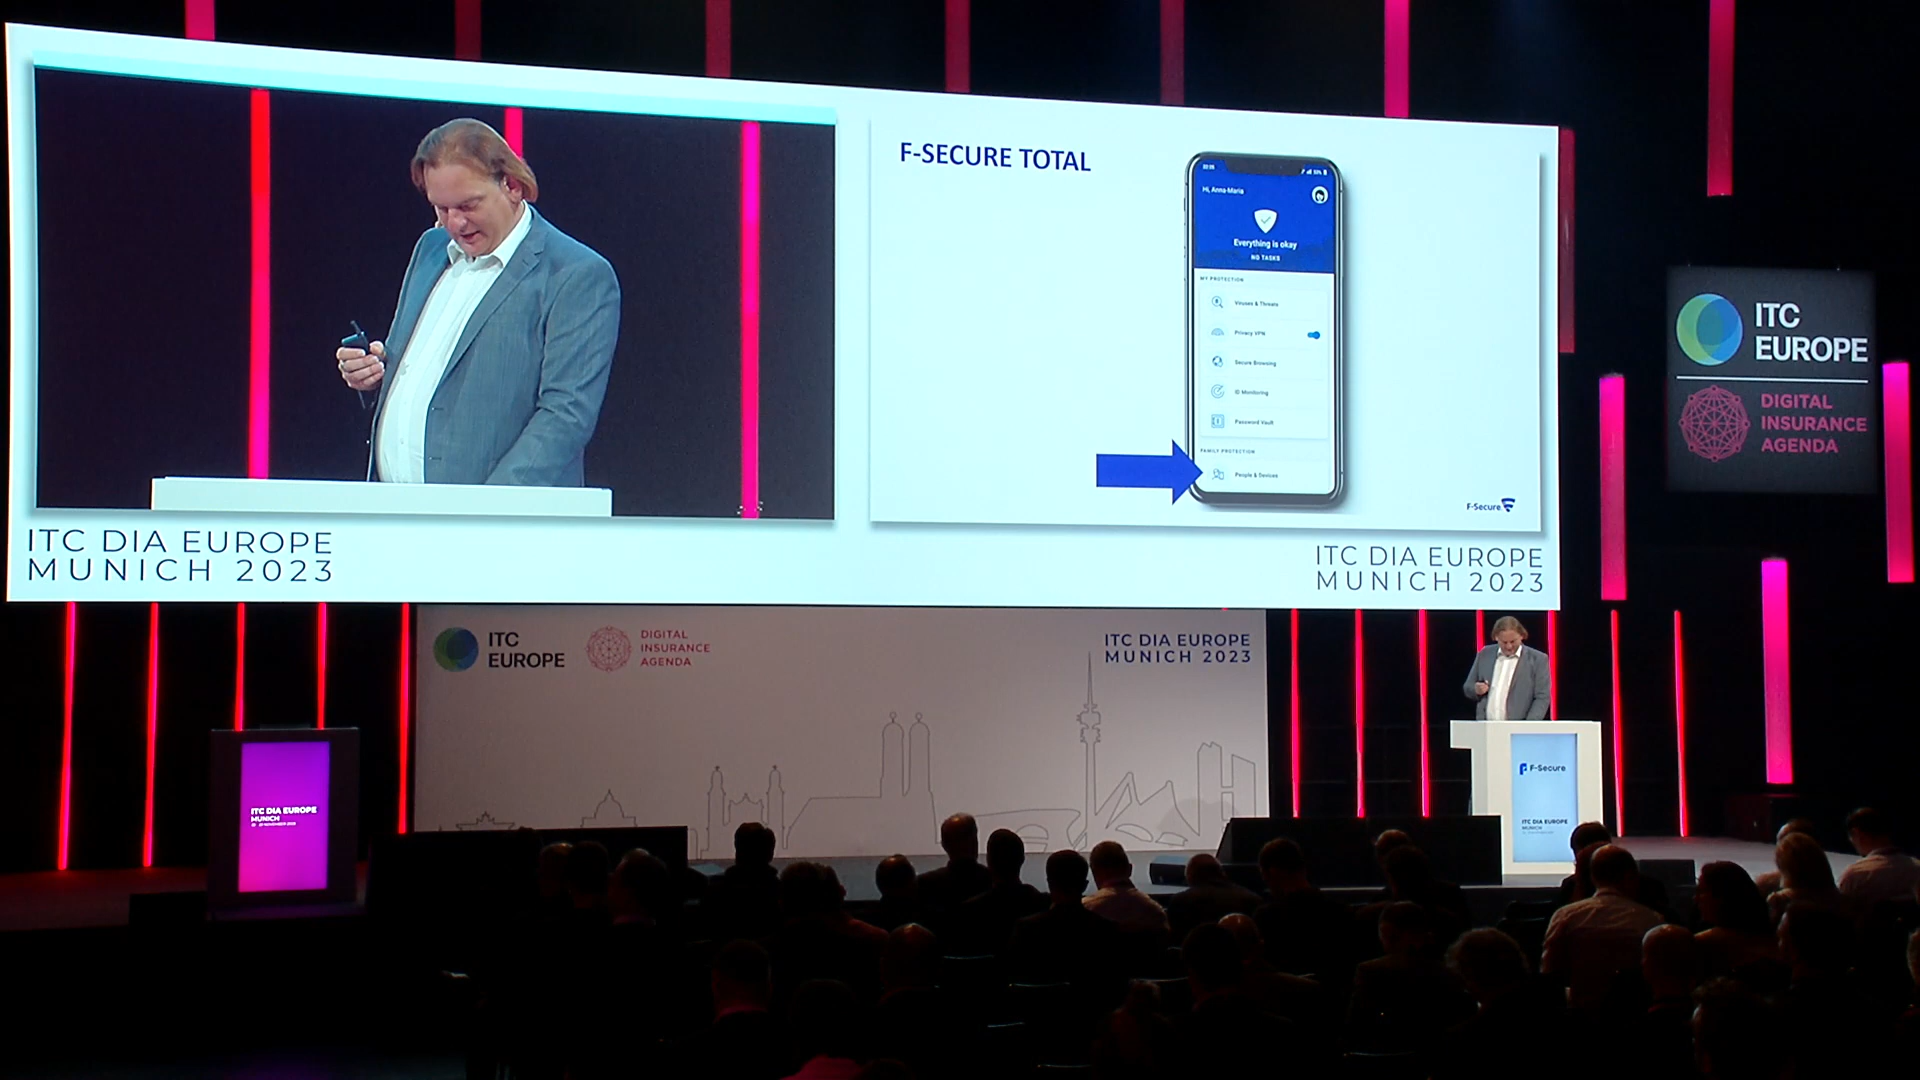 F-SECURE TOTAL
Hi, Anna-Maria
Everything is okay
NO TASKS
MY PROTECTION
Viruses & Threats
Privacy VPN
Secure Browsing
ID Monitoring
Password Vault
FAMILY PROTECTION
People & Devices
F-Secure
ITC DIA EUROPE
MUNICH 2023
ITC DIA EUROPE
MUNICH 2023
ITC
EUROPE
DIGITAL
INSURANCE
AGENDA
ITC
EUROPE
DIGITAL
INSURANCE
AGENDA
ITC DIA EUROPE
MUNICH 2023
ITC DIA EUROPE
MUNICH
F-Secure
ITC DIA EUROPE
MUNICH